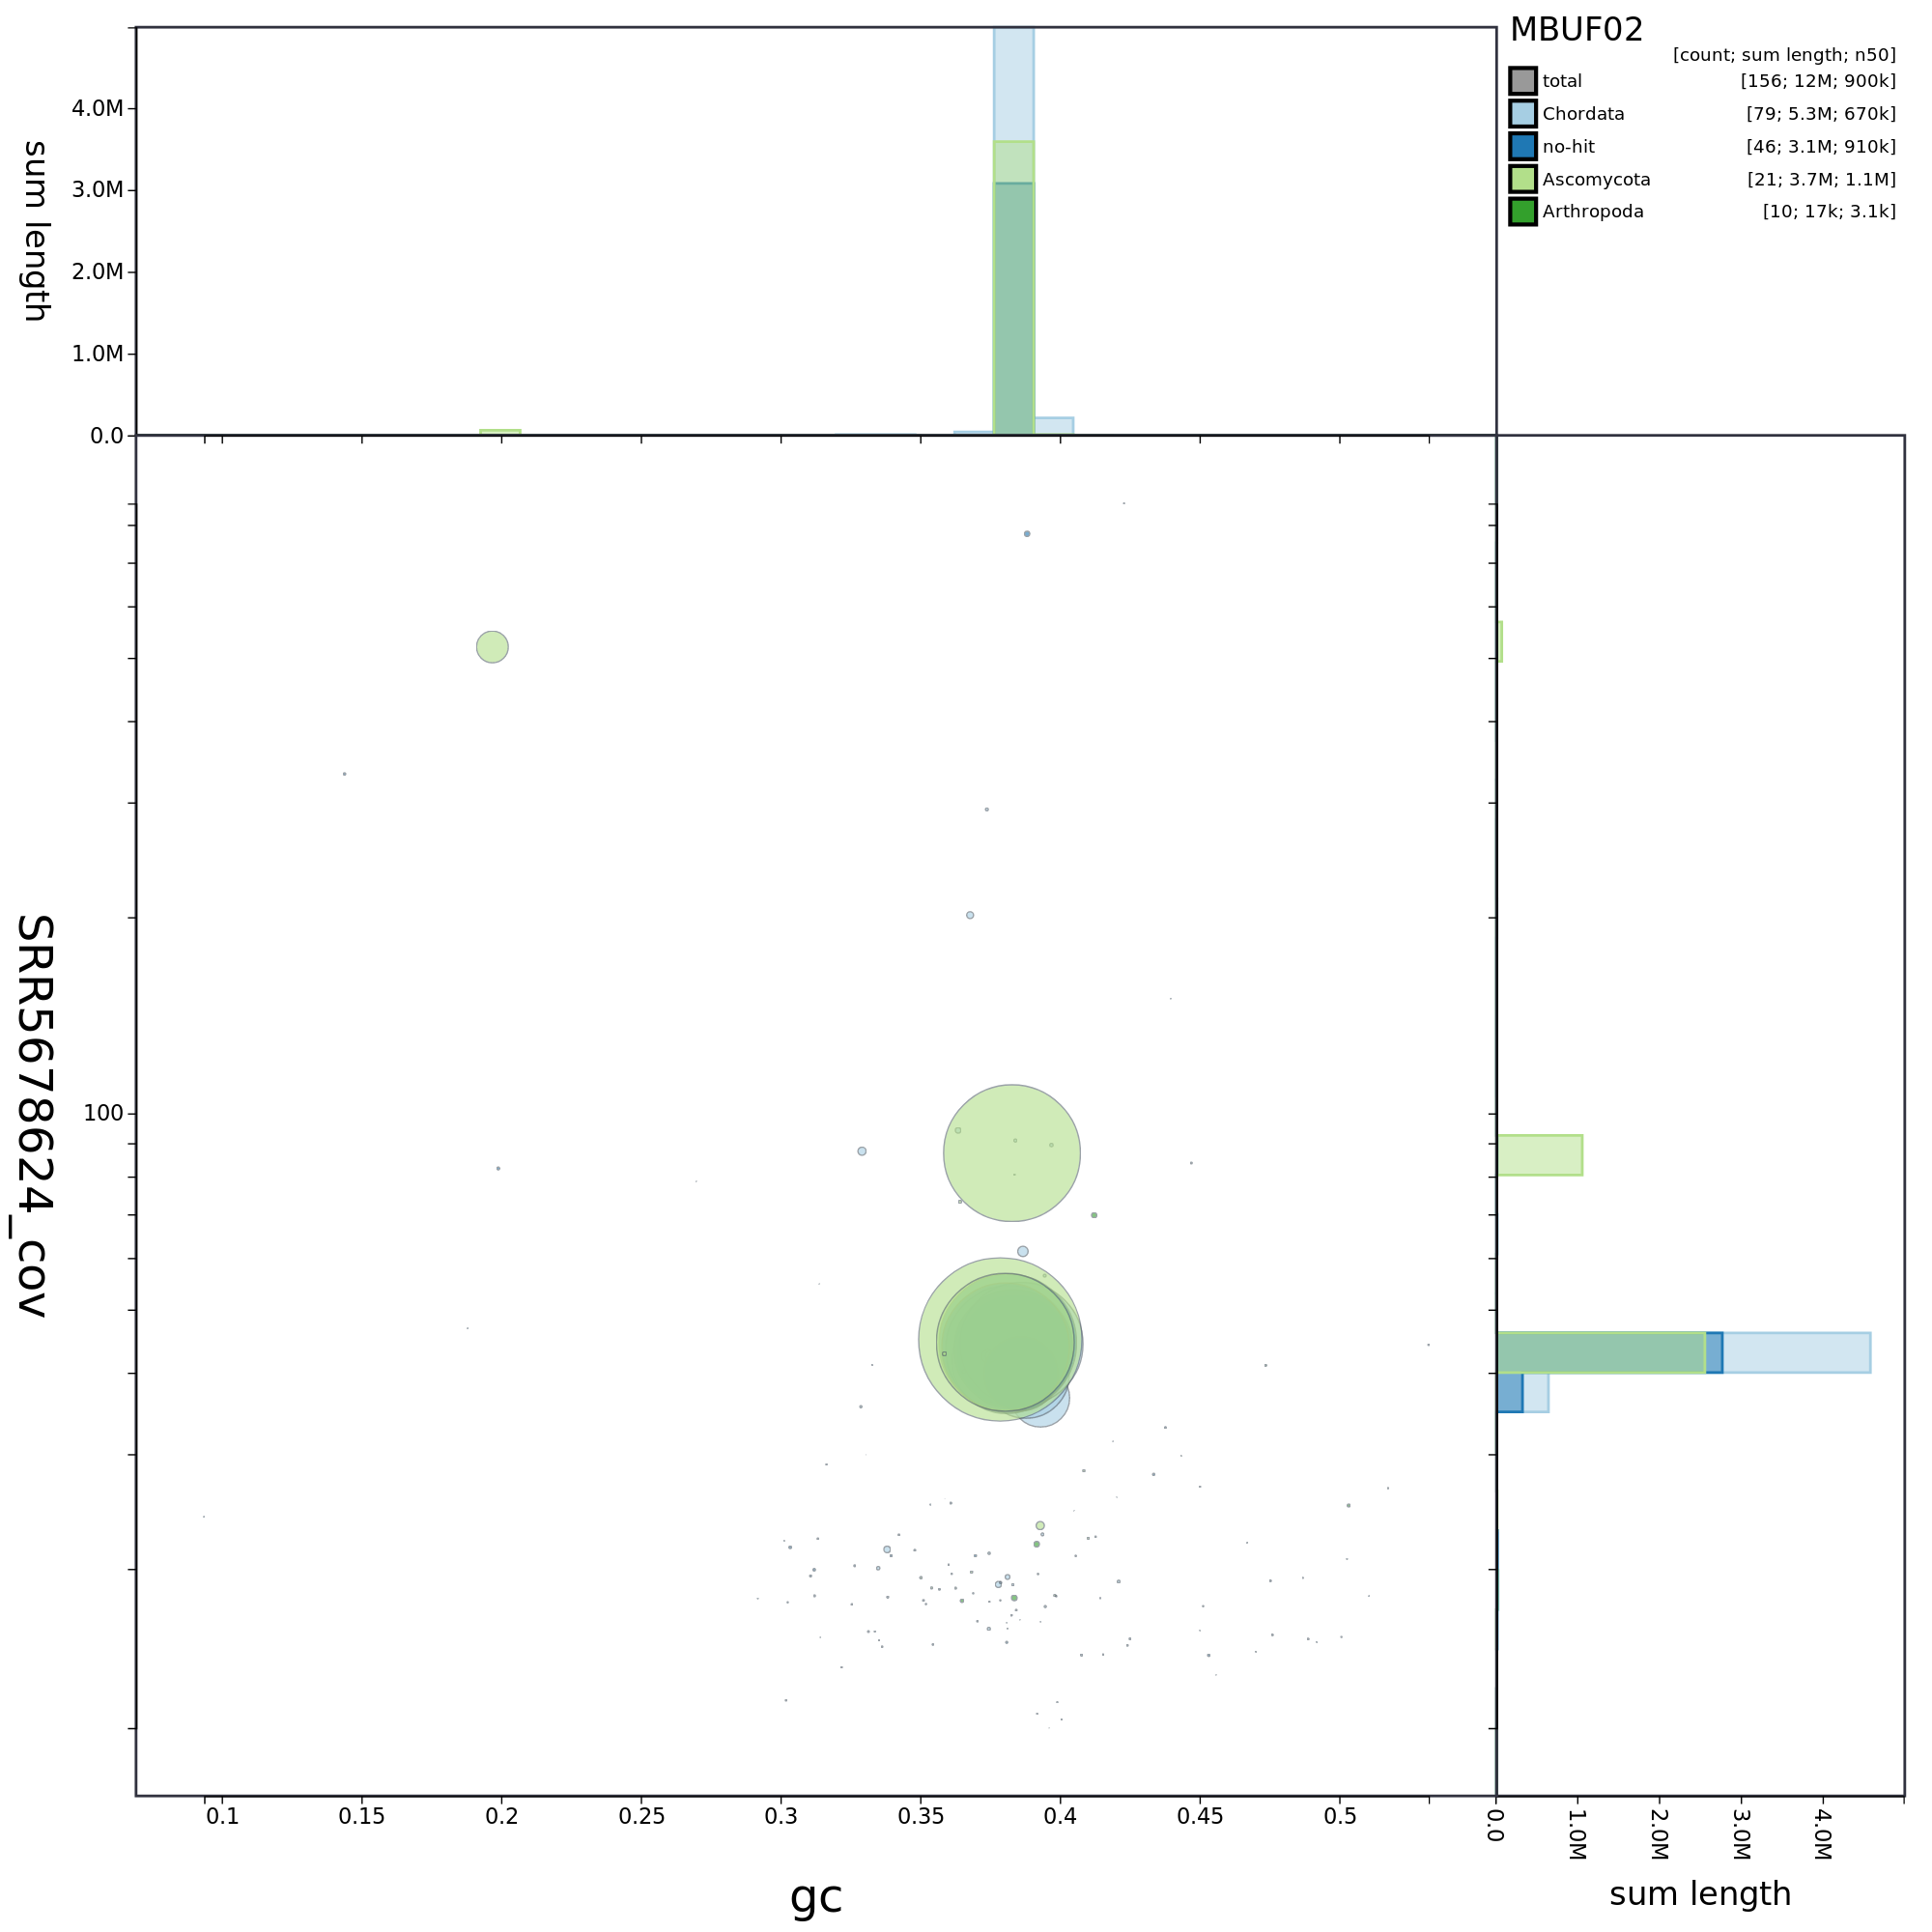 MBUF02
[count; sum length; n50]
total [156; 12M; 900k]
Chordata [79; 5.3M; 670k]
no-hit [46; 3.1M; 910k]
Ascomycota [21; 3.7M; 1.1M]
Arthropoda [10; 17k; 3.1k]
sum length
4.0M
3.0M
2.0M
1.0M
0.0
SRR5678624_cov
100
0.1 0.15 0.2 0.25 0.3 0.35 0.4 0.45 0.5
gc
0.0 1.0M 2.0M 3.0M 4.0M
sum length